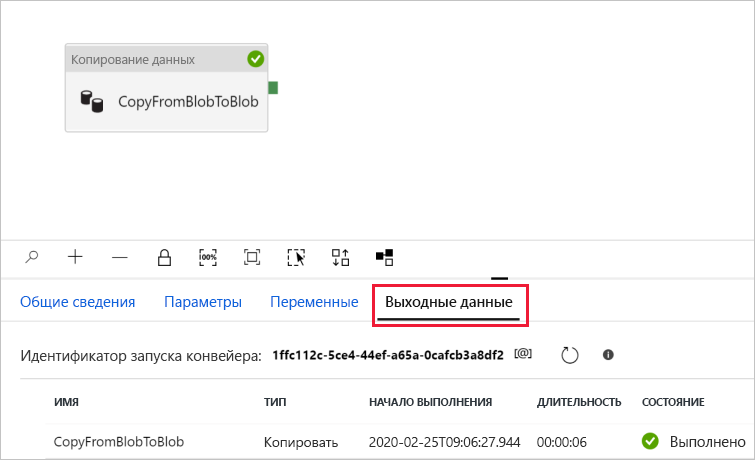 Копирование данных
CopyFromBlobToBlob
100%
Общие сведения Параметры Переменные Выходные данные
Идентификатор запуска конвейера: 1ffc112c-5ce4-44ef-a65a-0cafcb3a8df2 [@]
ИМЯ ТИП НАЧАЛО ВЫПОЛНЕНИЯ ДЛИТЕЛЬНОСТЬ СОСТОЯНИЕ
CopyFromBlobToBlob Копировать 2020-02-25T09:06:27.944 00:00:06 Выполнено